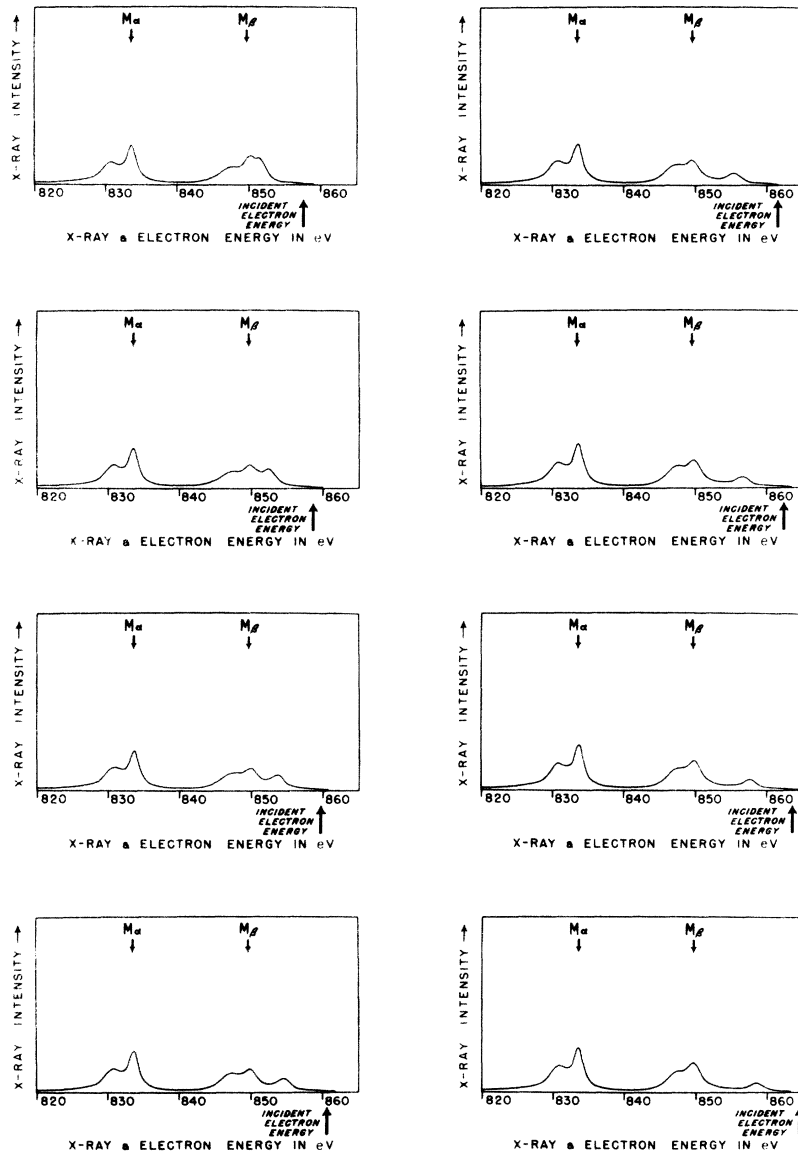 Mα Mβ
X-RAY INTENSITY →
820 830 840 850 860
INCIDENT
ELECTRON
ENERGY
X-RAY & ELECTRON ENERGY IN eV
Mα Mβ
X-RAY INTENSITY →
820 830 840 850 860
INCIDENT
ELECTRON
ENERGY
X-RAY & ELECTRON ENERGY IN eV
Mα Mβ
X-RAY INTENSITY →
820 830 840 850 860
INCIDENT
ELECTRON
ENERGY
X-RAY & ELECTRON ENERGY IN eV
Mα Mβ
X-RAY INTENSITY →
820 830 840 850 860
INCIDENT
ELECTRON
ENERGY
X-RAY & ELECTRON ENERGY IN eV
Mα Mβ
X-RAY INTENSITY →
820 830 840 850 860
INCIDENT
ELECTRON
ENERGY
X-RAY & ELECTRON ENERGY IN eV
Mα Mβ
X-RAY INTENSITY →
820 830 840 850 860
INCIDENT
ELECTRON
ENERGY
X-RAY & ELECTRON ENERGY IN eV
Mα Mβ
X-RAY INTENSITY →
820 830 840 850 860
INCIDENT
ELECTRON
ENERGY
X-RAY & ELECTRON ENERGY IN eV
Mα Mβ
X-RAY INTENSITY →
820 830 840 850 860
INCIDENT
ELECTRON
ENERGY
X-RAY & ELECTRON ENERGY IN eV